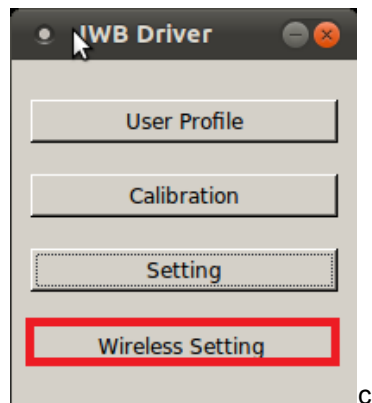 IWB Driver
User Profile
Calibration
Setting
Wireless Setting
c